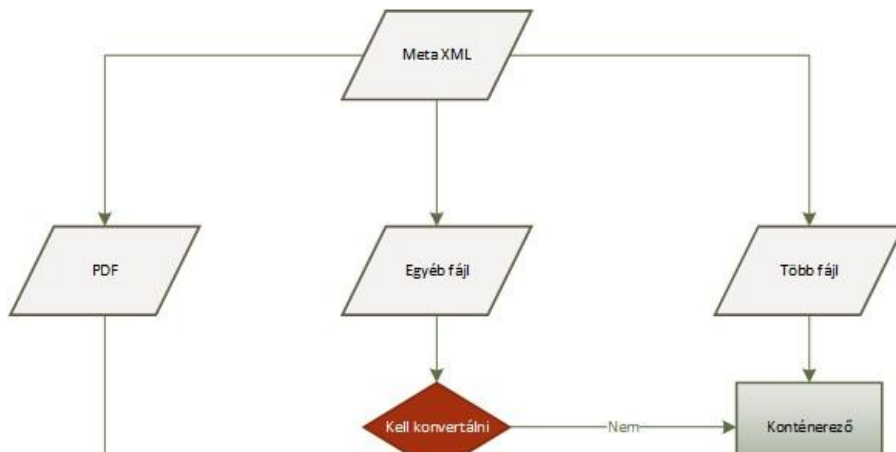 Meta XML
PDF
Egyéb fájl
Több fájl
Kell konvertálni
Nem
Konténerező